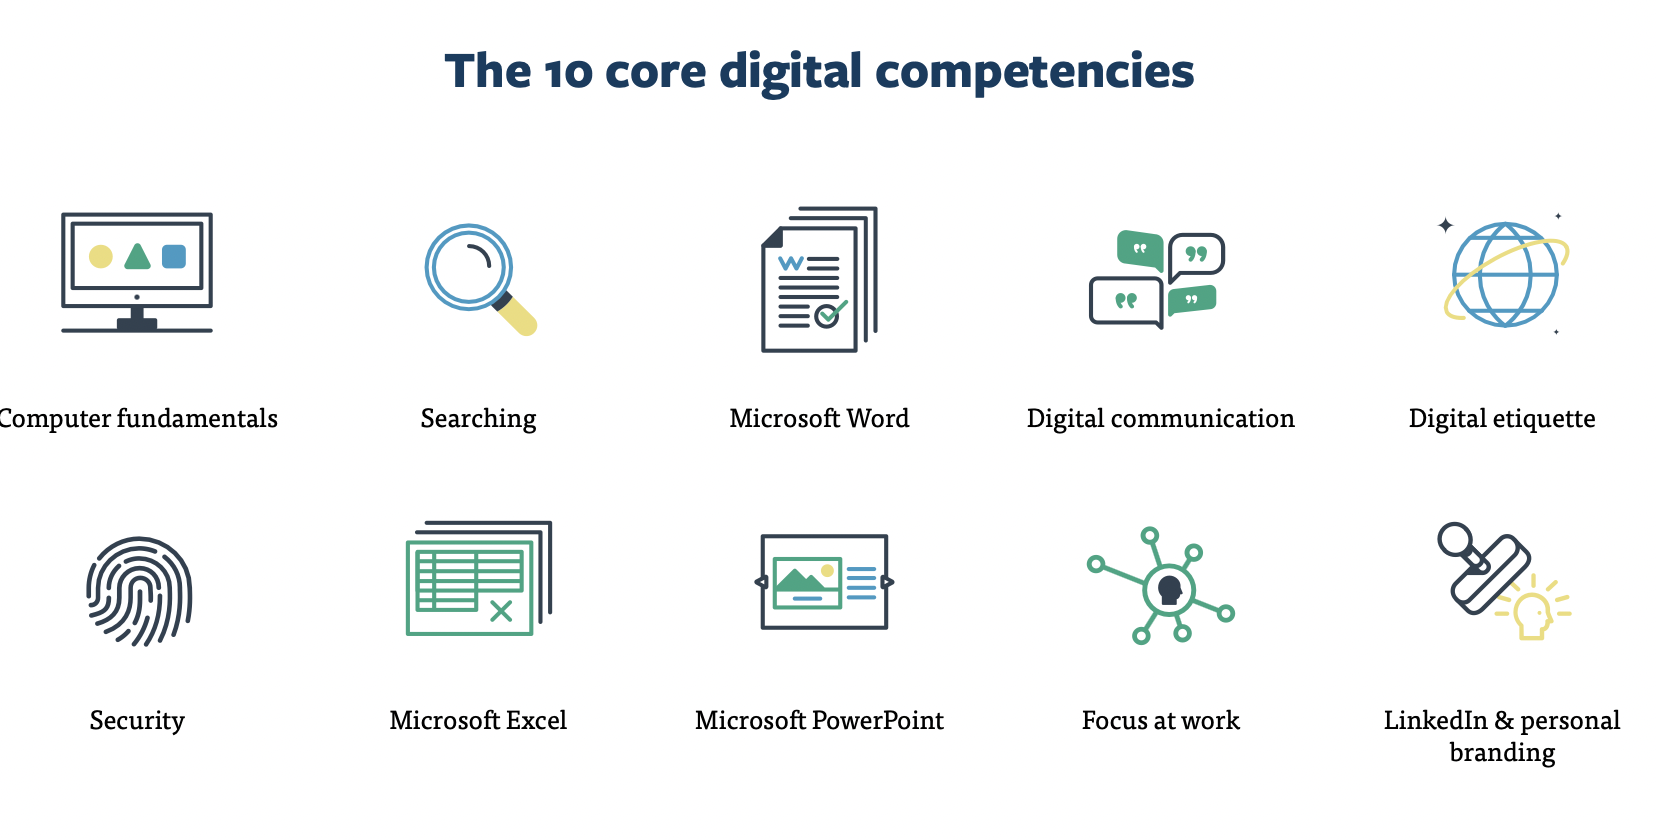 The 10 core digital competencies
Computer fundamentals
Searching
Microsoft Word
Digital communication
Digital etiquette
Security
Microsoft Excel
Microsoft PowerPoint
Focus at work
LinkedIn & personal
branding